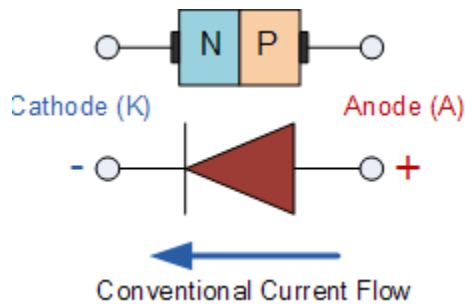 N P
Cathode (K) Anode (A)
- +
Conventional Current Flow